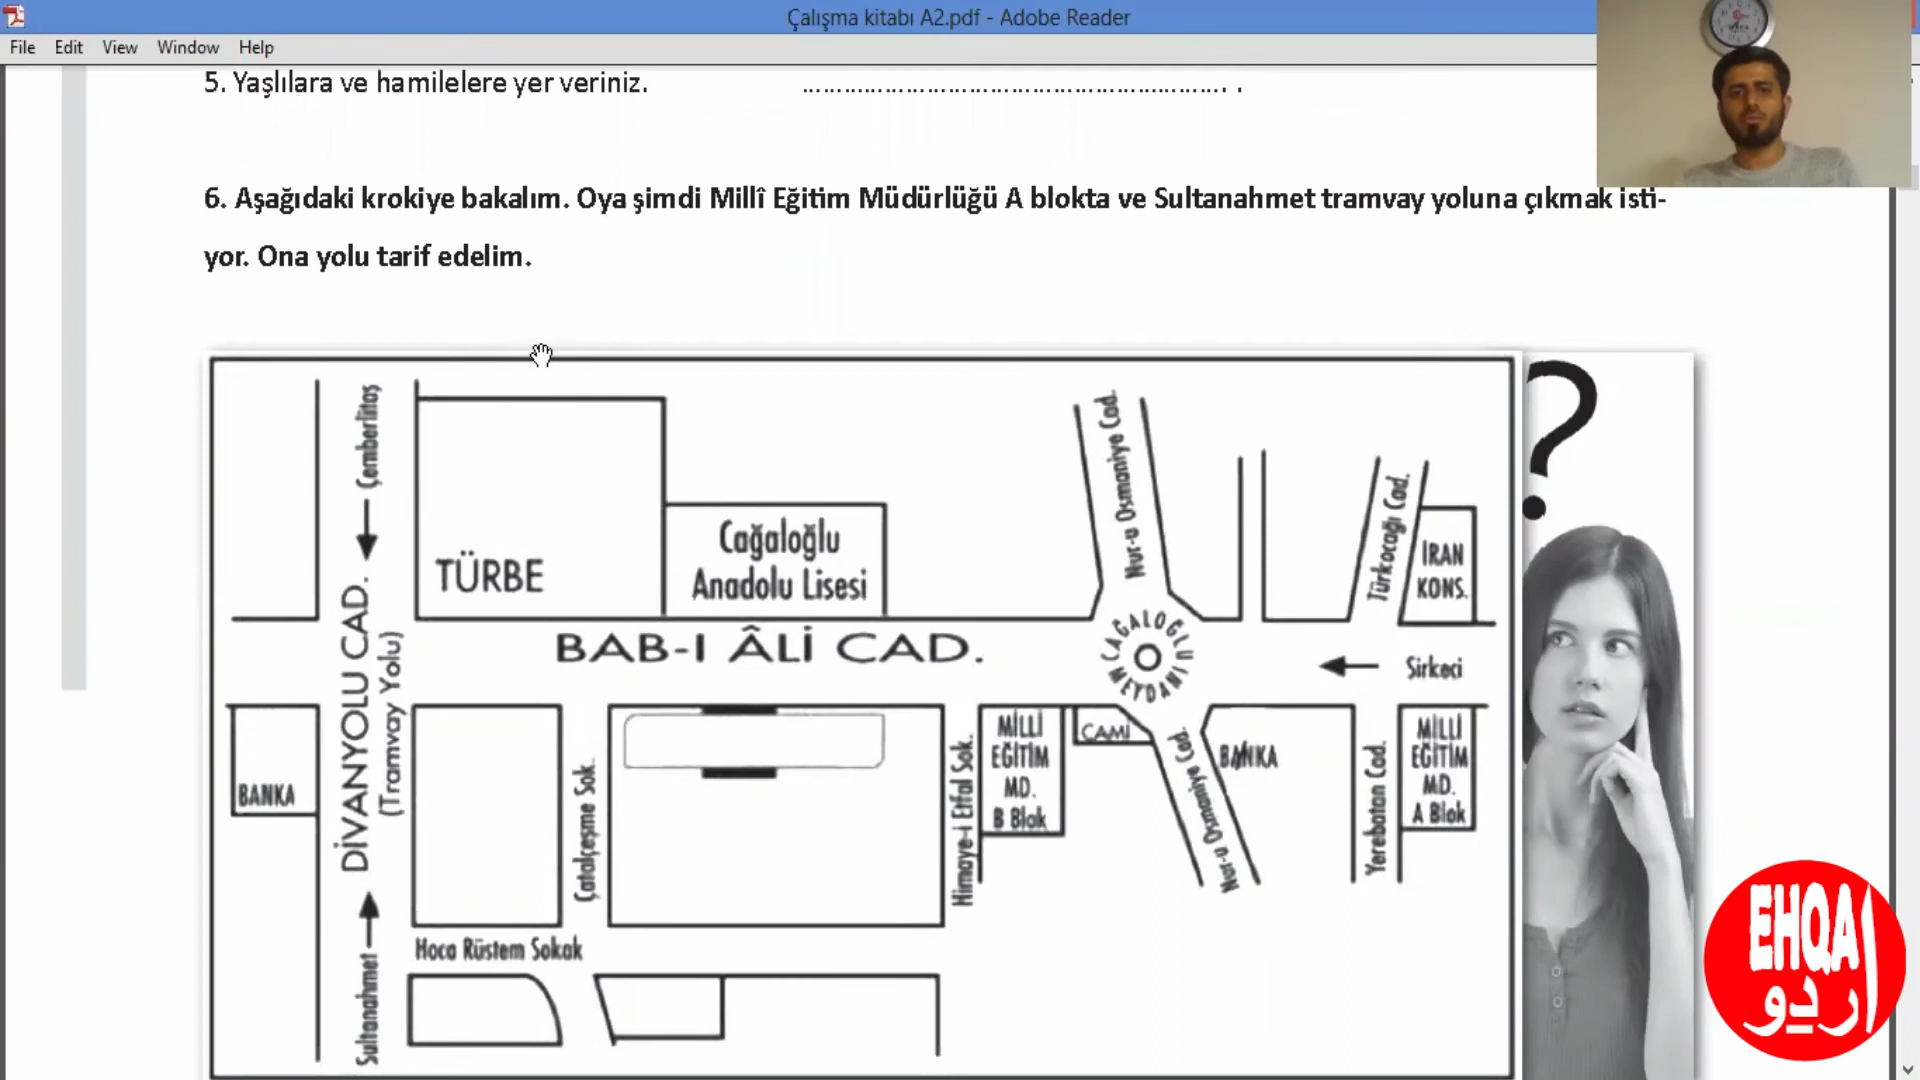 Çalışma kitabı A2.pdf - Adobe Reader
File Edit View Window Help
5. Yaşlılara ve hamilelere yer veriniz. ........................................................ . .
6. Aşağıdaki krokiye bakalım. Oya şimdi Millî Eğitim Müdürlüğü A blokta ve Sultanahmet tramvay yoluna çıkmak isti-
yor. Ona yolu tarif edelim.
Çemberlitaş
DİVANYOLU CAD.
(Tramvay Yolu)
Sultanahmet
TÜRBE
Cağaloğlu
Anadolu Lisesi
BAB-I ÂLİ CAD.
Nur-u Osmaniye Cad.
CAĞALOĞLU
MEYDANI
Türkocağı Cad.
İRAN
KONS.
Sirkeci
BANKA
Çatalçeşme Sok.
Himaye-i Etfal Sok.
MİLLİ
EĞİTİM
MD.
B Blok
CAMİ
Nur-u Osmaniye Cad.
BANKA
Yerebatan Cad.
MİLLİ
EĞİTİM
MD.
A Blok
Hoca Rüstem Sokak
?
EHQA
اردو